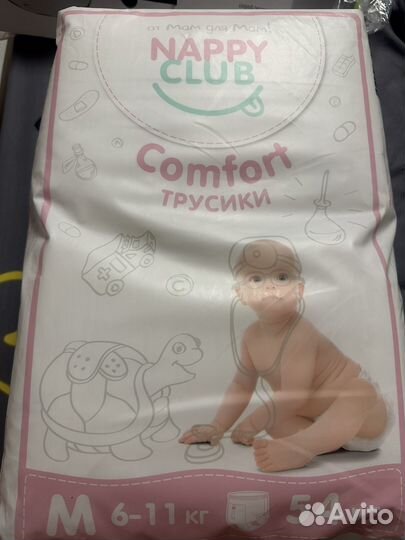 от Мам для Мам!
NAPPY
CLUB
Comfort
ТРУСИКИ
M 6-11 кг
Avito